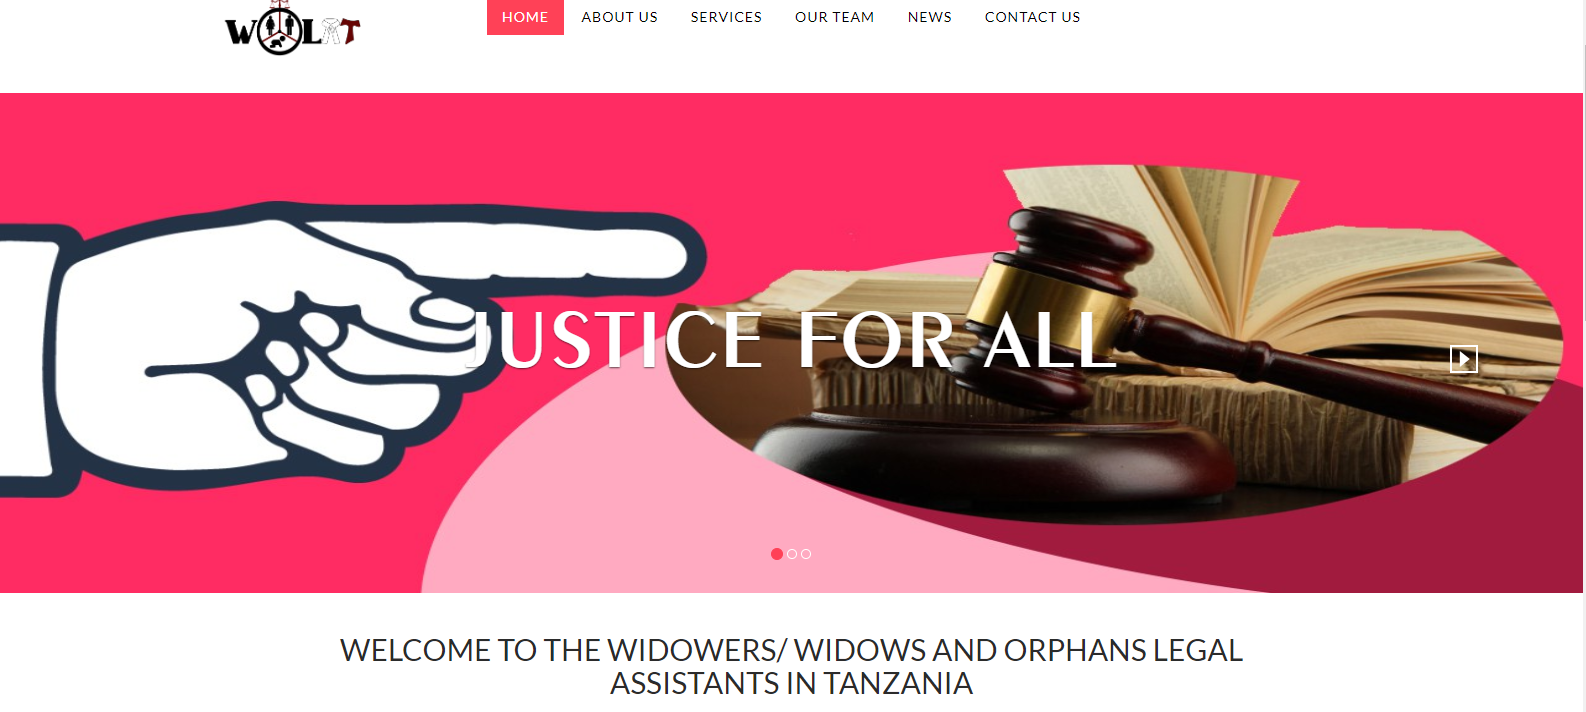 WOLAT
HOME ABOUT US SERVICES OUR TEAM NEWS CONTACT US
JUSTICE FOR ALL
WELCOME TO THE WIDOWERS/ WIDOWS AND ORPHANS LEGAL
ASSISTANTS IN TANZANIA